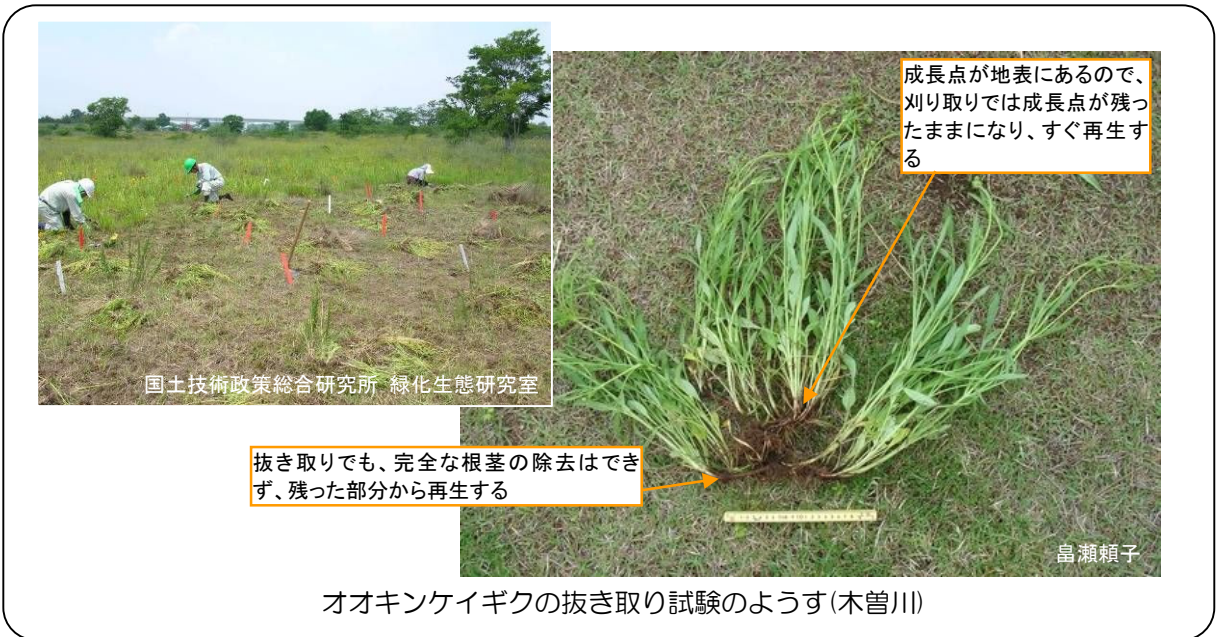 成長点が地表にあるので、
刈り取りでは成長点が残っ
たままになり、すぐ再生す
る
国土技術政策総合研究所 緑化生態研究室
抜き取りでも、完全な根茎の除去はでき
ず、残った部分から再生する
畠瀬頼子
オオキンケイギクの抜き取り試験のようす(木曽川)